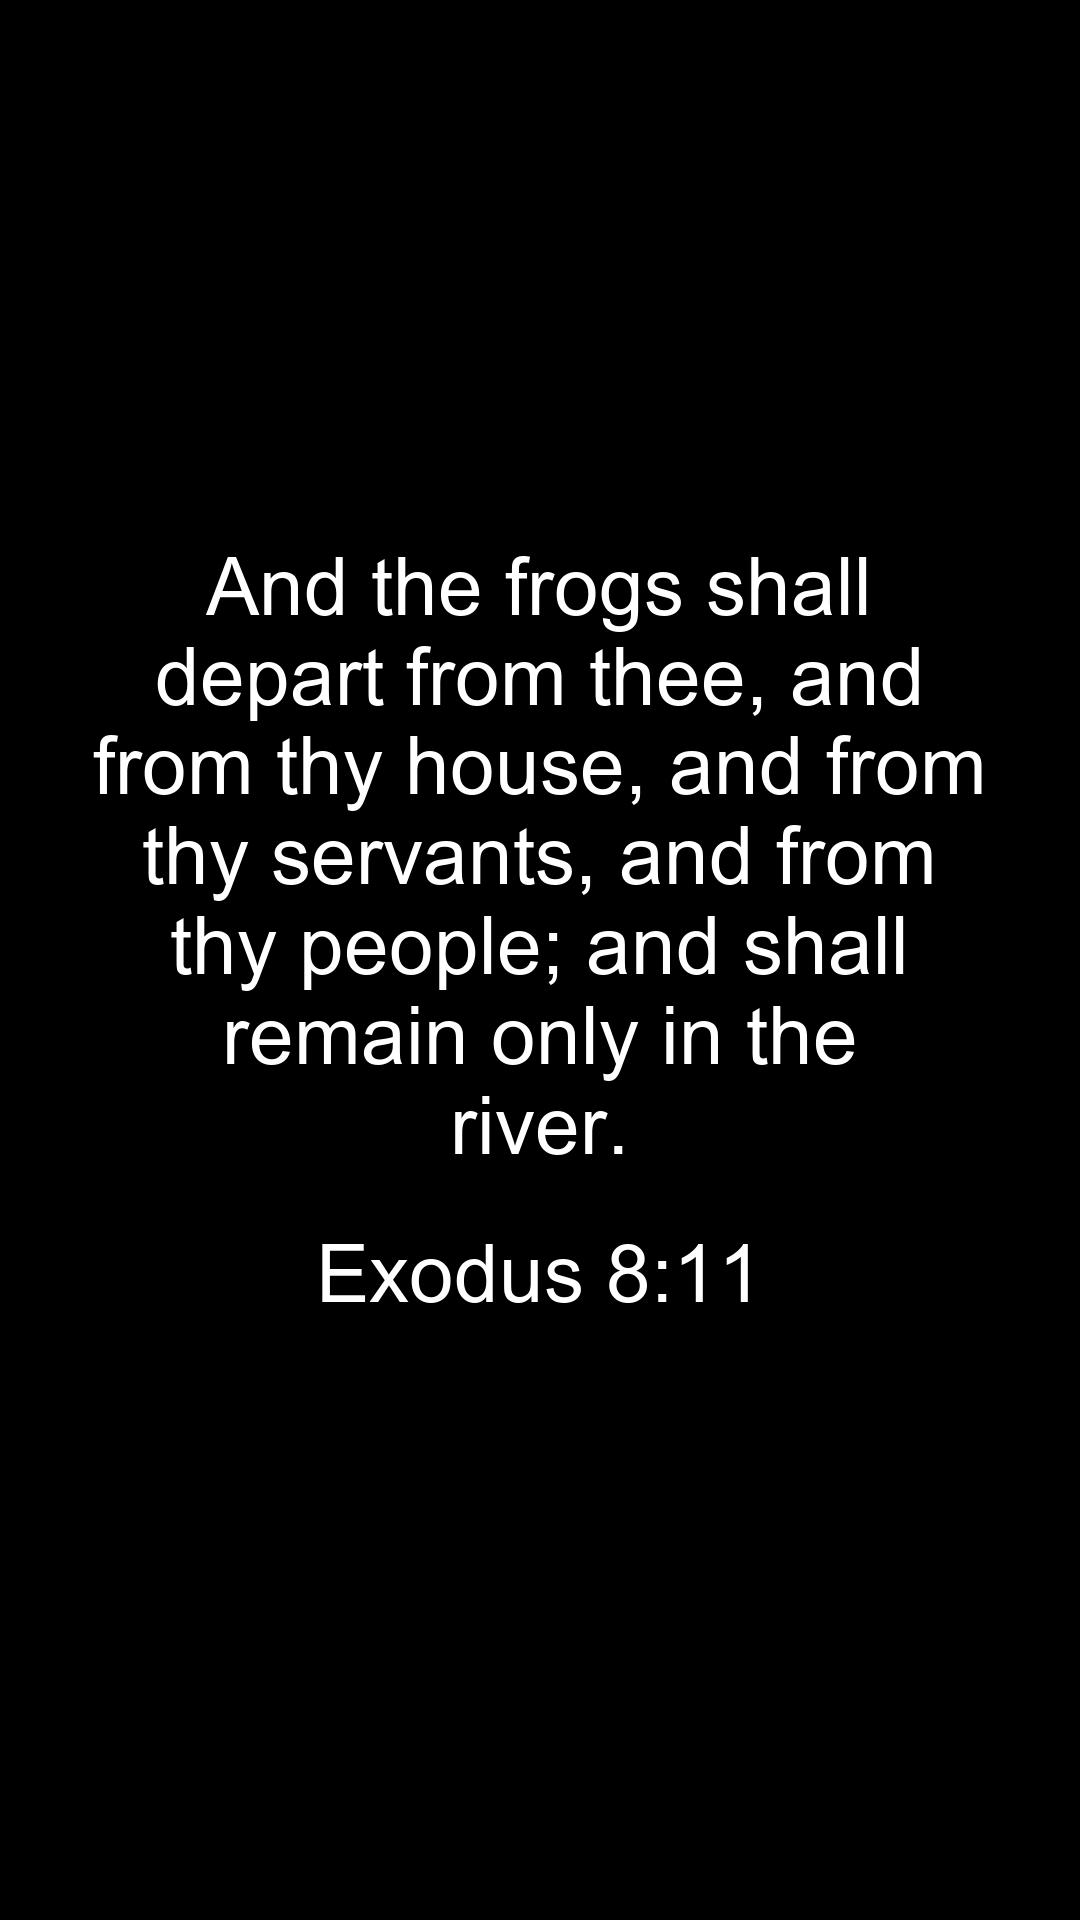 And the frogs shall
depart from thee, and
from thy house, and from
thy servants, and from
thy people; and shall
remain only in the
river.
Exodus 8:11